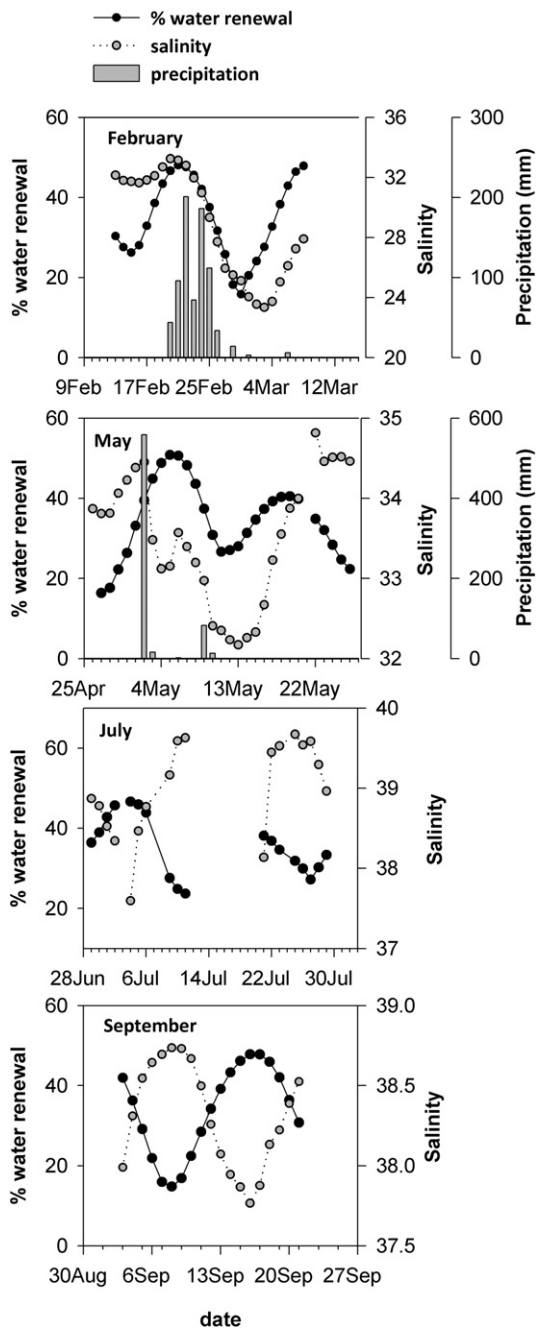 % water renewal
salinity
precipitation
February
% water renewal
60
40
20
0
Salinity
36
32
28
24
20
Precipitation (mm)
300
200
100
0
9Feb 17Feb 25Feb 4Mar 12Mar
May
% water renewal
60
40
20
0
Salinity
35
34
33
32
Precipitation (mm)
600
400
200
0
25Apr 4May 13May 22May
July
% water renewal
60
40
20
Salinity
40
39
38
37
28Jun 6Jul 14Jul 22Jul 30Jul
September
% water renewal
60
40
20
0
Salinity
39.0
38.5
38.0
37.5
30Aug 6Sep 13Sep 20Sep 27Sep
date